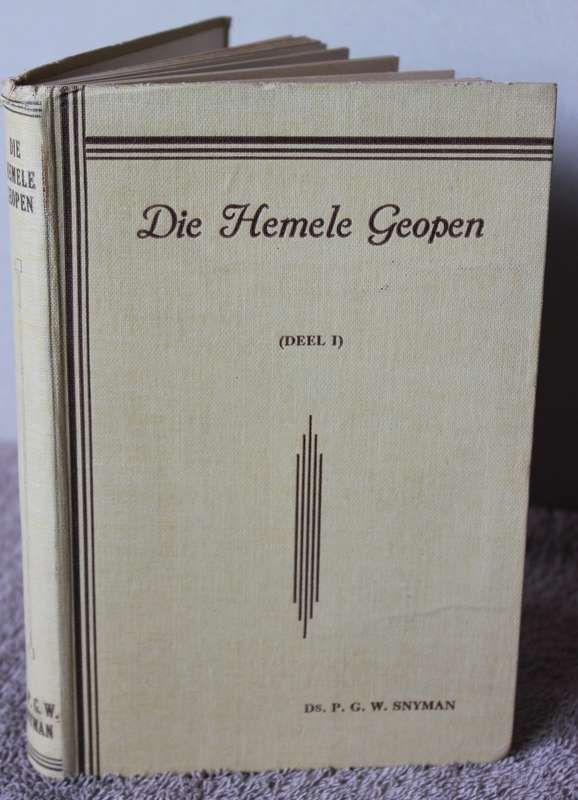 Die Hemele Geopen
(DEEL I)
DS. P. G. W. SNYMAN
DIE
HEMELE
GEOPEN
P. G. W.
SNYMAN